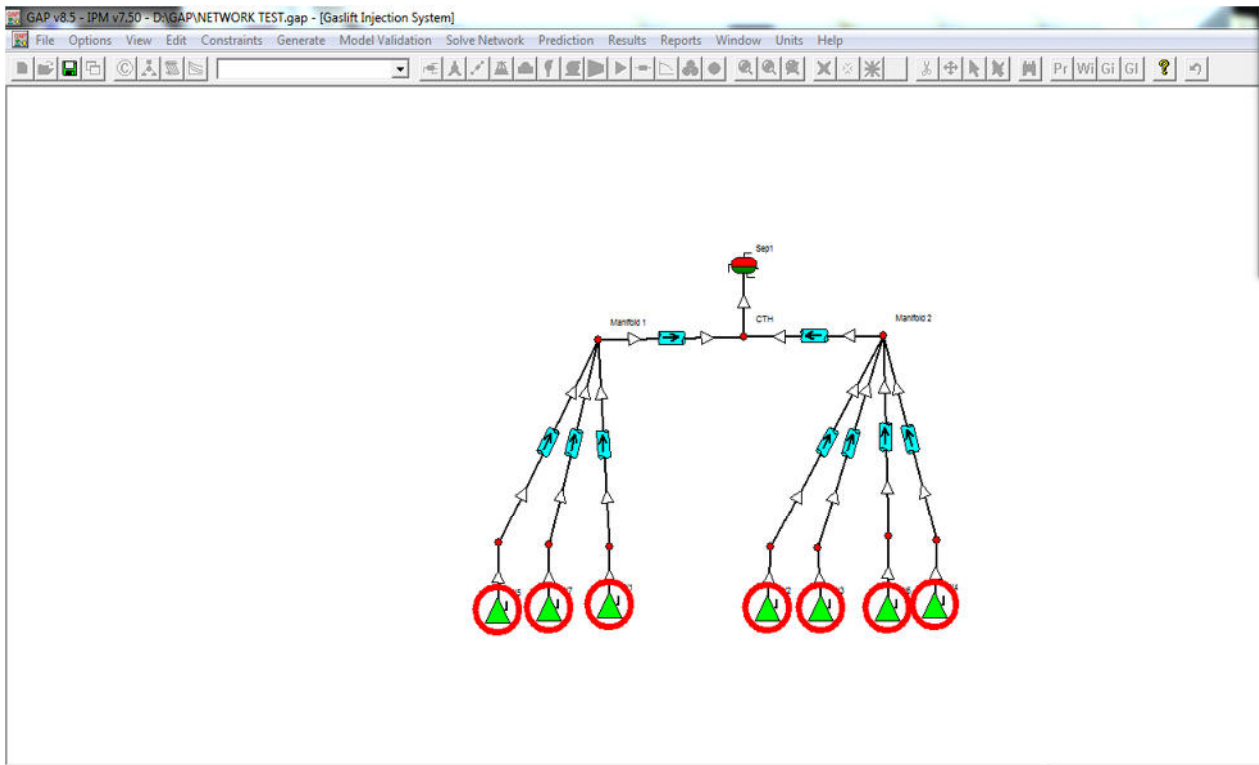 GAP v8.5 - IPM v7.50 - D:\GAP\NETWORK TEST.gap - [Gaslift Injection System]
File Options View Edit Constraints Generate Model Validation Solve Network Prediction Results Reports Window Units Help
Pr Wi Gi GI
Sep1
Manifold 1 CTH Manifold 2